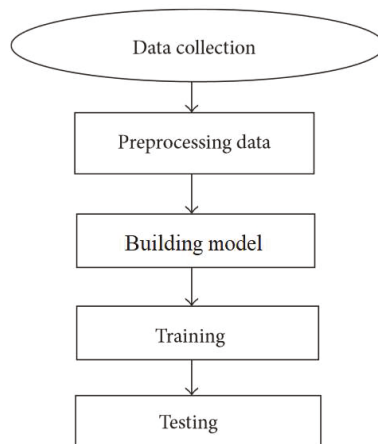 Data collection
Preprocessing data
Building model
Training
Testing